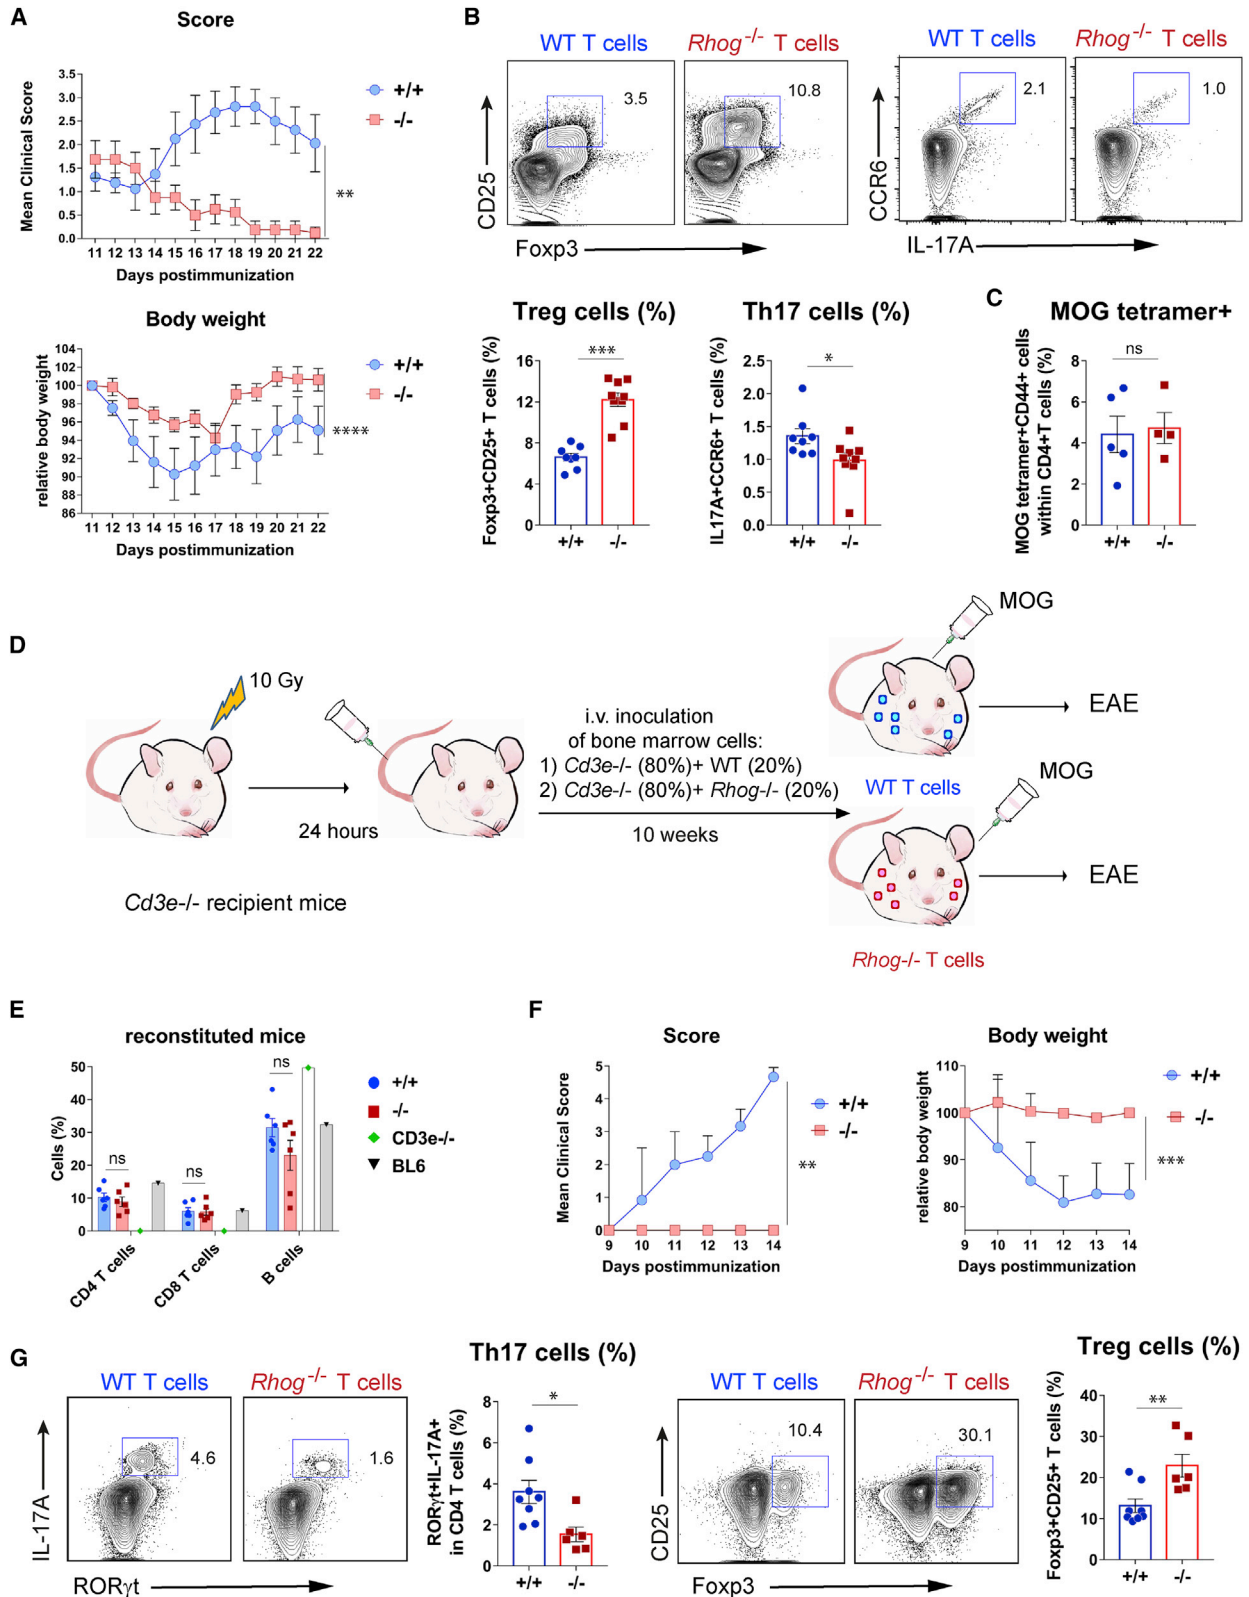 A
Score
Mean Clinical Score
3.5
3.0
2.5
2.0
1.5
1.0
0.5
0.0
11 12 13 14 15 16 17 18 19 20 21 22
Days postimmunization
+/+
-/-
**
Body weight
relative body weight
104
102
100
98
96
94
92
90
88
86
11 12 13 14 15 16 17 18 19 20 21 22
Days postimmunization
+/+
-/-
****
B
WT T cells
Rhog-/- T cells
3.5
10.8
CD25
Foxp3
WT T cells
Rhog-/- T cells
2.1
1.0
CCR6
IL-17A
Treg cells (%)
Foxp3+CD25+ T cells (%)
16
12
8
4
0
***
+/+
-/-
Th17 cells (%)
IL17A+CCR6+ T cells (%)
2.5
2.0
1.5
1.0
0.5
0.0
*
+/+
-/-
C
MOG tetramer+
MOG tetramer+CD44+ cells
within CD4+T cells (%)
8
6
4
2
0
ns
+/+
-/-
D
10 Gy
24 hours
Cd3e-/- recipient mice
i.v. inoculation
of bone marrow cells:
1) Cd3e-/- (80%)+ WT (20%)
2) Cd3e-/- (80%)+ Rhog-/- (20%)
10 weeks
MOG
EAE
WT T cells
MOG
EAE
Rhog-/- T cells
E
reconstituted mice
Cells (%)
50
40
30
20
10
0
ns
ns
ns
CD4 T cells
CD8 T cells
B cells
+/+
-/-
CD3e-/-
BL6
F
Score
Mean Clinical Score
5
4
3
2
1
0
9 10 11 12 13 14
Days postimmunization
+/+
-/-
**
Body weight
relative body weight
110
100
90
80
9 10 11 12 13 14
Days postimmunization
+/+
-/-
***
G
WT T cells
Rhog-/- T cells
4.6
1.6
IL-17A
RORγt
Th17 cells (%)
RORγt+IL-17A+
in CD4 T cells (%)
8
6
4
2
0
*
+/+
-/-
WT T cells
Rhog-/- T cells
10.4
30.1
CD25
Foxp3
Treg cells (%)
Foxp3+CD25+ T cells (%)
40
30
20
10
0
**
+/+
-/-